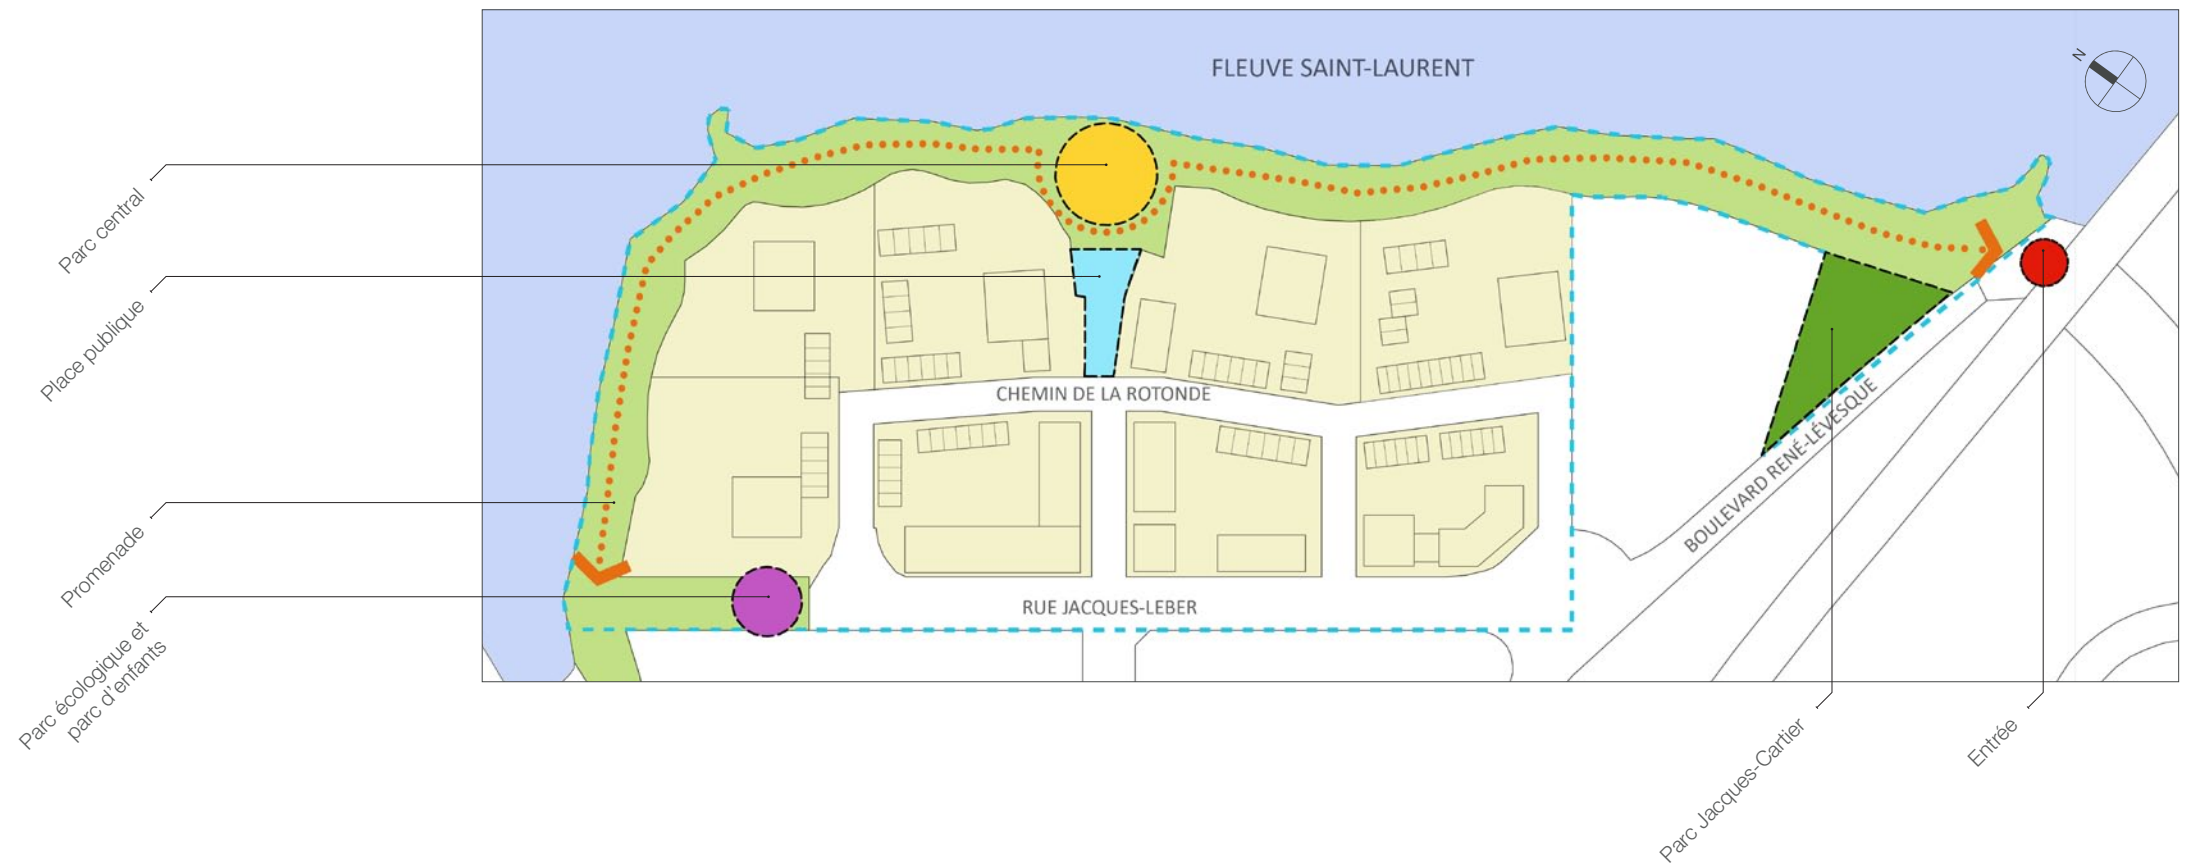 FLEUVE SAINT-LAURENT
N
Parc central
Place publique
CHEMIN DE LA ROTONDE
BOULEVARD RENÉ-LÉVESQUE
Promenade
RUE JACQUES-LEBER
Parc écologique et
parc d'enfants
Parc Jacques-Cartier
Entrée